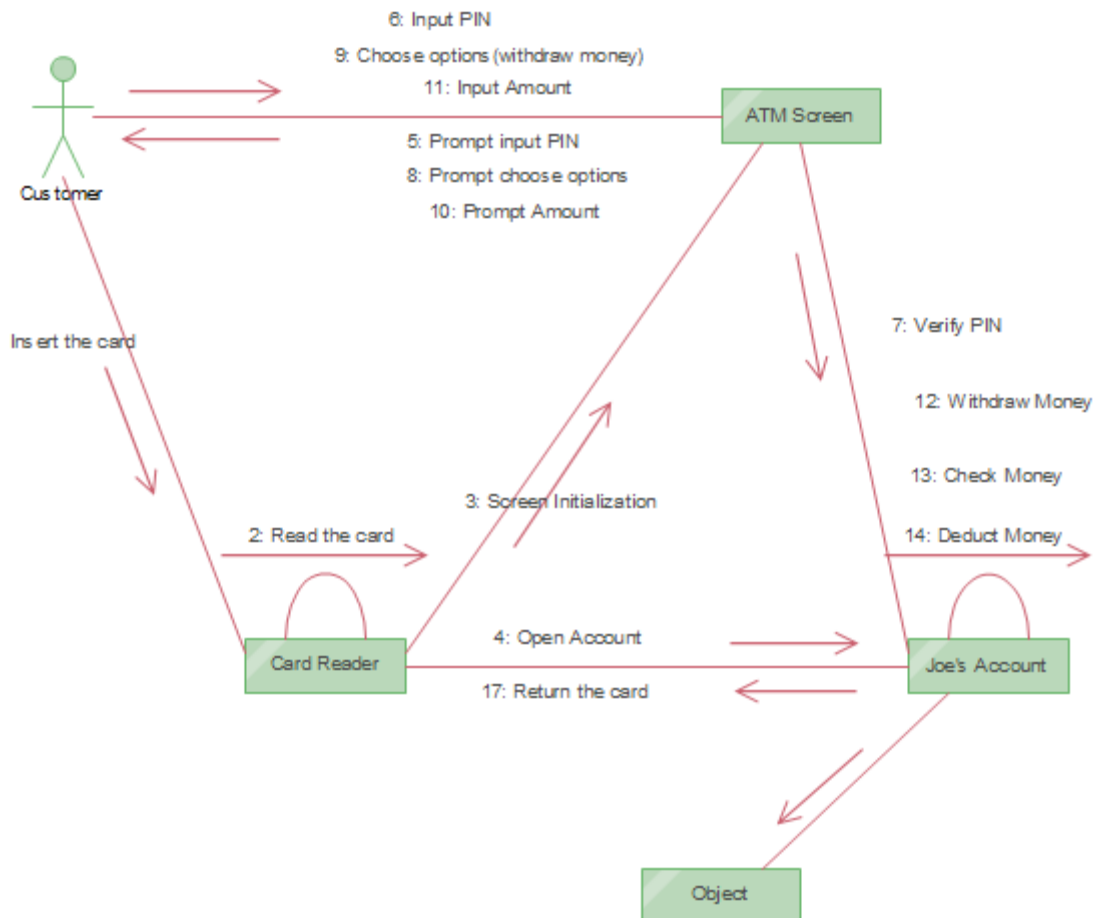 6: Input PIN
9: Choose options (withdraw money)
11: Input Amount
ATM Screen
5: Prompt input PIN
8: Prompt choose options
10: Prompt Amount
Customer
Insert the card
7: Verify PIN
12: Withdraw Money
13: Check Money
3: Screen Initialization
2: Read the card
14: Deduct Money
4: Open Account
Card Reader
Joe's Account
17: Return the card
Object